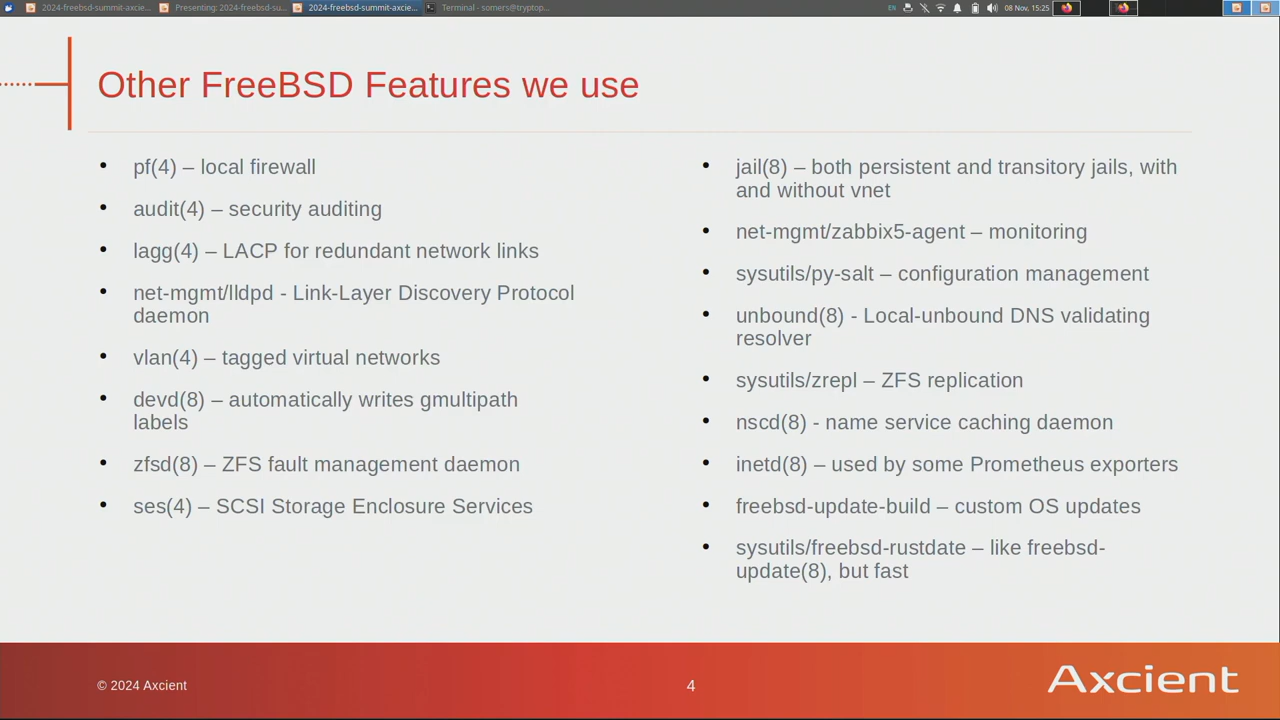 2024-freebsd-summit-axcie...
Presenting: 2024-freebsd-su...
2024-freebsd-summit-axcie...
Terminal - somers@tryptop...
EN
08 Nov, 15:25
Other FreeBSD Features we use
• pf(4) – local firewall
• audit(4) – security auditing
• lagg(4) – LACP for redundant network links
• net-mgmt/lldpd - Link-Layer Discovery Protocol
daemon
• vlan(4) – tagged virtual networks
• devd(8) – automatically writes gmultipath
labels
• zfsd(8) – ZFS fault management daemon
• ses(4) – SCSI Storage Enclosure Services
• jail(8) – both persistent and transitory jails, with
and without vnet
• net-mgmt/zabbix5-agent – monitoring
• sysutils/py-salt – configuration management
• unbound(8) - Local-unbound DNS validating
resolver
• sysutils/zrepl – ZFS replication
• nscd(8) - name service caching daemon
• inetd(8) – used by some Prometheus exporters
• freebsd-update-build – custom OS updates
• sysutils/freebsd-rustdate – like freebsd-
update(8), but fast
© 2024 Axcient
4
Axcient